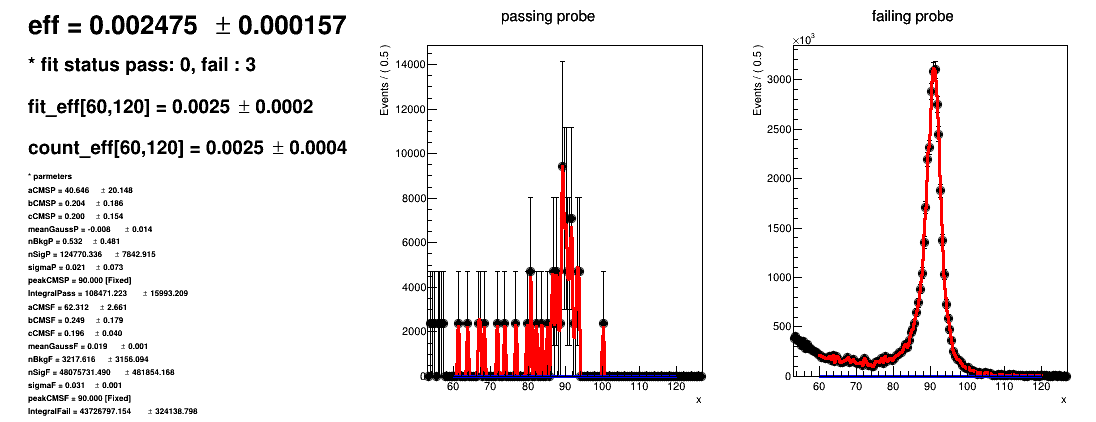 eff = 0.002475 ± 0.000157
* fit status pass: 0, fail : 3
fit_eff[60,120] = 0.0025 ± 0.0002
count_eff[60,120] = 0.0025 ± 0.0004
* parmeters
aCMSP = 40.646 ± 20.148
bCMSP = 0.204 ± 0.186
cCMSP = 0.200 ± 0.154
meanGaussP = -0.008 ± 0.014
nBkgP = 0.532 ± 0.481
nSigP = 124770.336 ± 7842.915
sigmaP = 0.021 ± 0.073
peakCMSP = 90.000 [Fixed]
IntegralPass = 108471.223 ± 15993.209
aCMSF = 62.312 ± 2.661
bCMSF = 0.249 ± 0.179
cCMSF = 0.196 ± 0.040
meanGaussF = 0.019 ± 0.001
nBkgF = 3217.616 ± 3156.094
nSigF = 48075731.490 ± 481854.168
sigmaF = 0.031 ± 0.001
peakCMSF = 90.000 [Fixed]
IntegralFail = 43726797.154 ± 324138.798
passing probe
Events / ( 0.5 )
14000
12000
10000
8000
6000
4000
2000
0
60 70 80 90 100 110 120
x
failing probe
×10³
Events / ( 0.5 )
3000
2500
2000
1500
1000
500
0
60 70 80 90 100 110 120
x